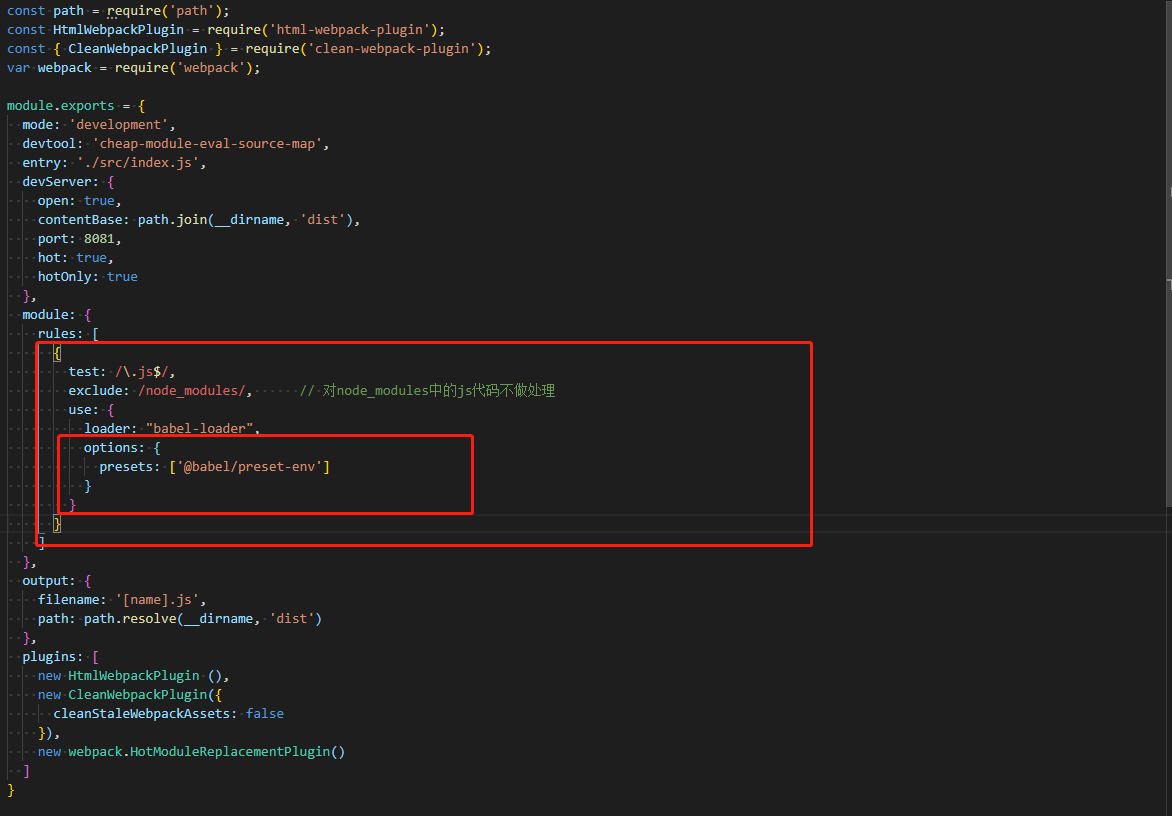 const path = require('path');
const HtmlWebpackPlugin = require('html-webpack-plugin');
const { CleanWebpackPlugin } = require('clean-webpack-plugin');
var webpack = require('webpack');

module.exports = {
  mode: 'development',
  devtool: 'cheap-module-eval-source-map',
  entry: './src/index.js',
  devServer: {
    open: true,
    contentBase: path.join(__dirname, 'dist'),
    port: 8081,
    hot: true,
    hotOnly: true
  },
  module: {
    rules: [
      {
        test: /\.js$/,
        exclude: /node_modules/,      // 对node_modules中的js代码不做处理
        use: {
          loader: "babel-loader",
          options: {
            presets: ['@babel/preset-env']
          }
        }
      }
    ]
  },
  output: {
    filename: '[name].js',
    path: path.resolve(__dirname, 'dist')
  },
  plugins: [
    new HtmlWebpackPlugin (),
    new CleanWebpackPlugin({
      cleanStaleWebpackAssets: false
    }),
    new webpack.HotModuleReplacementPlugin()
  ]
}